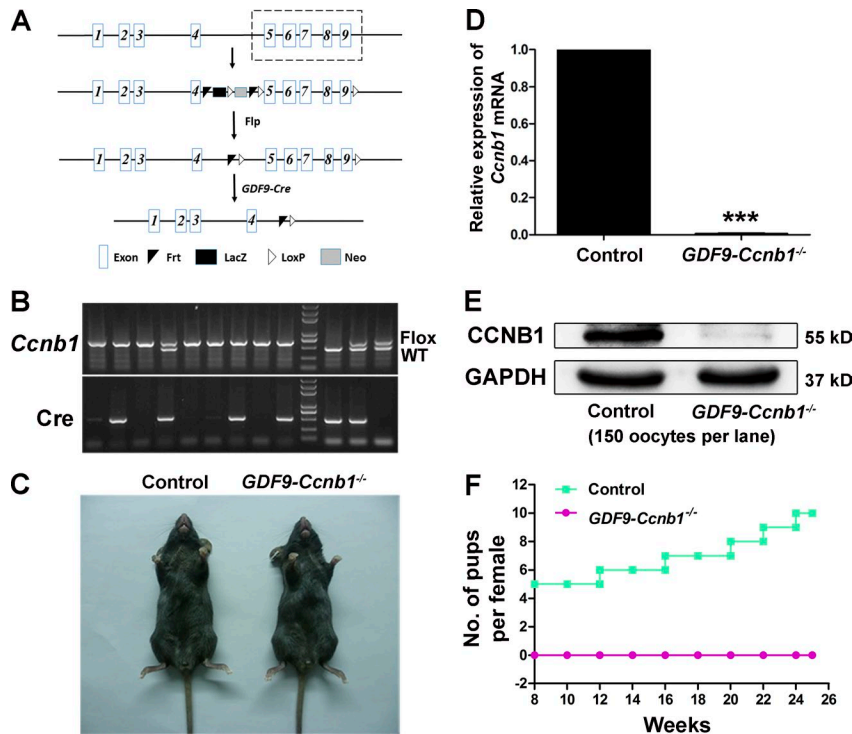 A
1 2 3 4 5 6 7 8 9
1 2 3 4 5 6 7 8 9
Flp
1 2 3 4 5 6 7 8 9
GDF9-Cre
1 2 3 4
Exon Frt LacZ LoxP Neo
B
Ccnb1
Flox
WT
Cre
C
Control GDF9-Ccnb1-/-
D
Relative expression of
Ccnb1 mRNA
1.0
0.8
0.6
0.4
0.2
0.0
***
Control GDF9-Ccnb1-/-
E
CCNB1 55 kD
GAPDH 37 kD
Control GDF9-Ccnb1-/-
(150 oocytes per lane)
F
Control
GDF9-Ccnb1-/-
No. of pups
per female
12
10
8
6
4
2
0
-2
8 10 12 14 16 18 20 22 24 26
Weeks